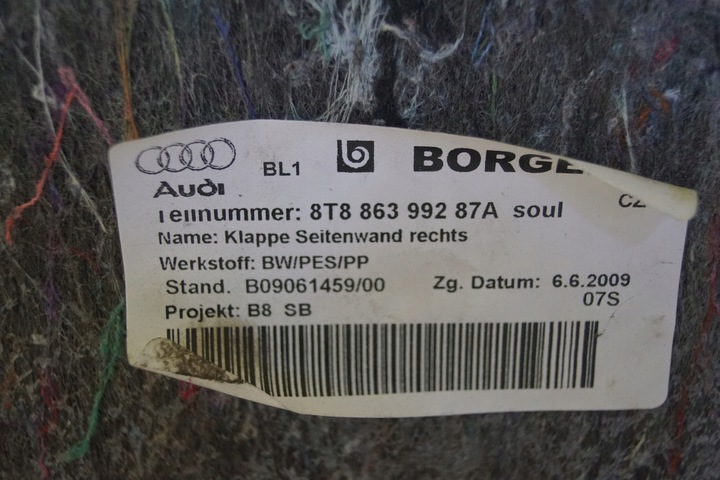 Audi BL1 BORGE
Teilnummer: 8T8 863 992 87A soul CZ
Name: Klappe Seitenwand rechts
Werkstoff: BW/PES/PP
Stand. B09061459/00 Zg. Datum: 6.6.2009
07S
Projekt: B8 SB